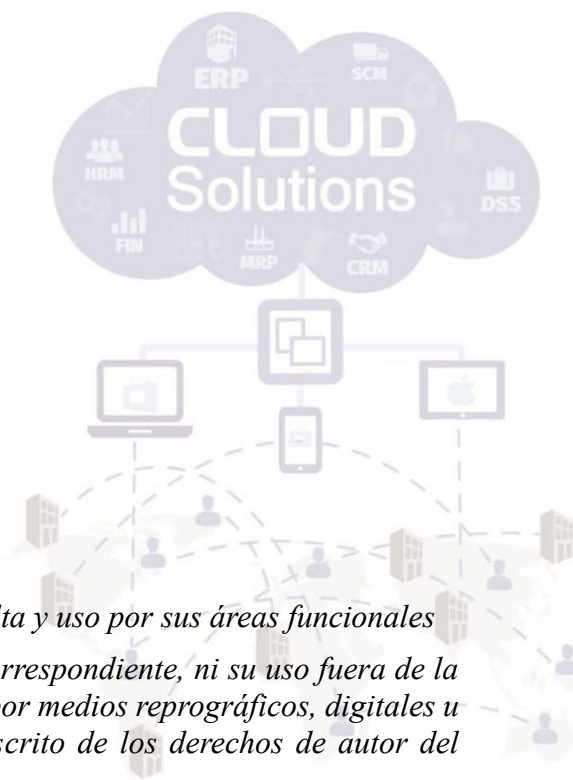 ERP
SCM
CLOUD
Solutions
HRM
DSS
FIN
MRP
CRM
lta y uso por sus áreas funcionales
orrespondiente, ni su uso fuera de la
por medios reprográficos, digitales u
scrito de los derechos de autor del